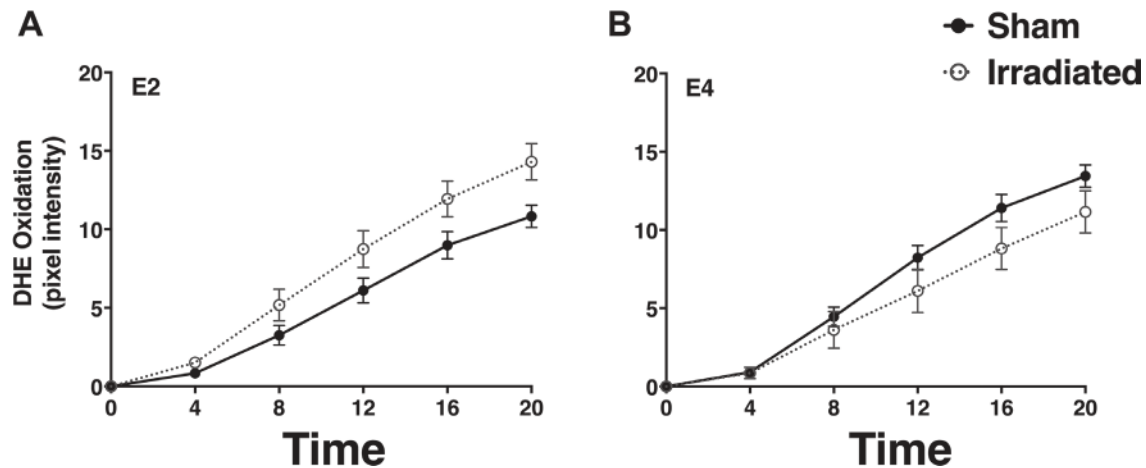 A
E2
20
15
10
5
0
DHE Oxidation
(pixel intensity)
0 4 8 12 16 20
Time
B
Sham
Irradiated
E4
20
15
10
5
0
0 4 8 12 16 20
Time